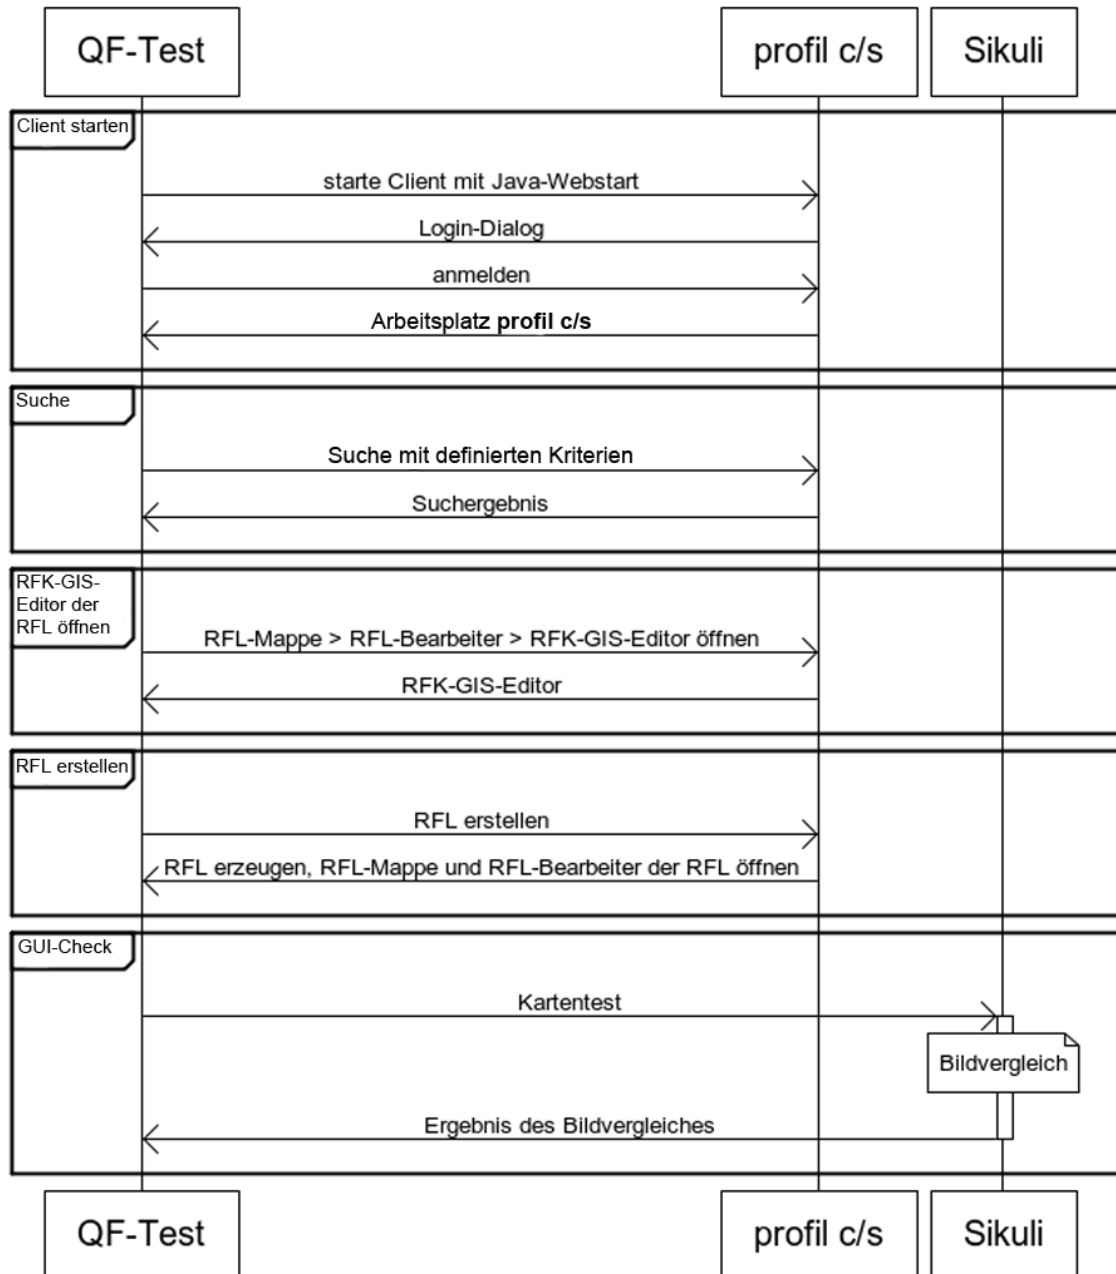 QF-Test
profil c/s
Sikuli
Client starten
starte Client mit Java-Webstart
Login-Dialog
anmelden
Arbeitsplatz profil c/s
Suche
Suche mit definierten Kriterien
Suchergebnis
RFK-GIS-
Editor der
RFL öffnen
RFL-Mappe > RFL-Bearbeiter > RFK-GIS-Editor öffnen
RFK-GIS-Editor
RFL erstellen
RFL erstellen
RFL erzeugen, RFL-Mappe und RFL-Bearbeiter der RFL öffnen
GUI-Check
Kartentest
Bildvergleich
Ergebnis des Bildvergleiches
QF-Test
profil c/s
Sikuli